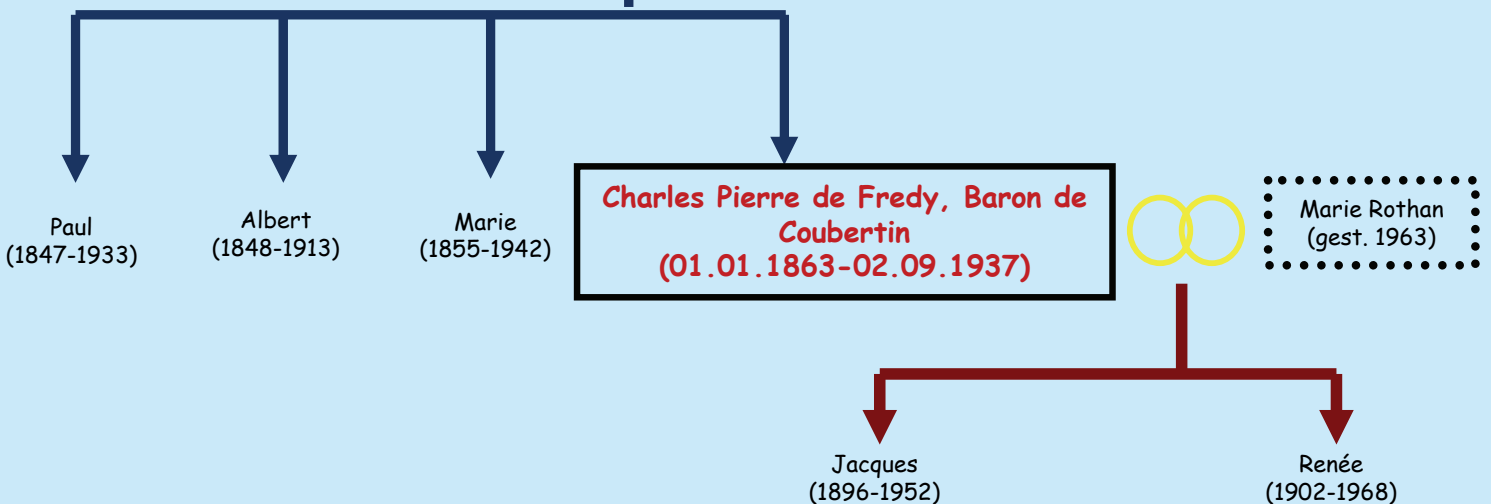 Paul
(1847-1933)
Albert
(1848-1913)
Marie
(1855-1942)
Charles Pierre de Fredy, Baron de
Coubertin
(01.01.1863-02.09.1937)
Marie Rothan
(gest. 1963)
Jacques
(1896-1952)
Renée
(1902-1968)